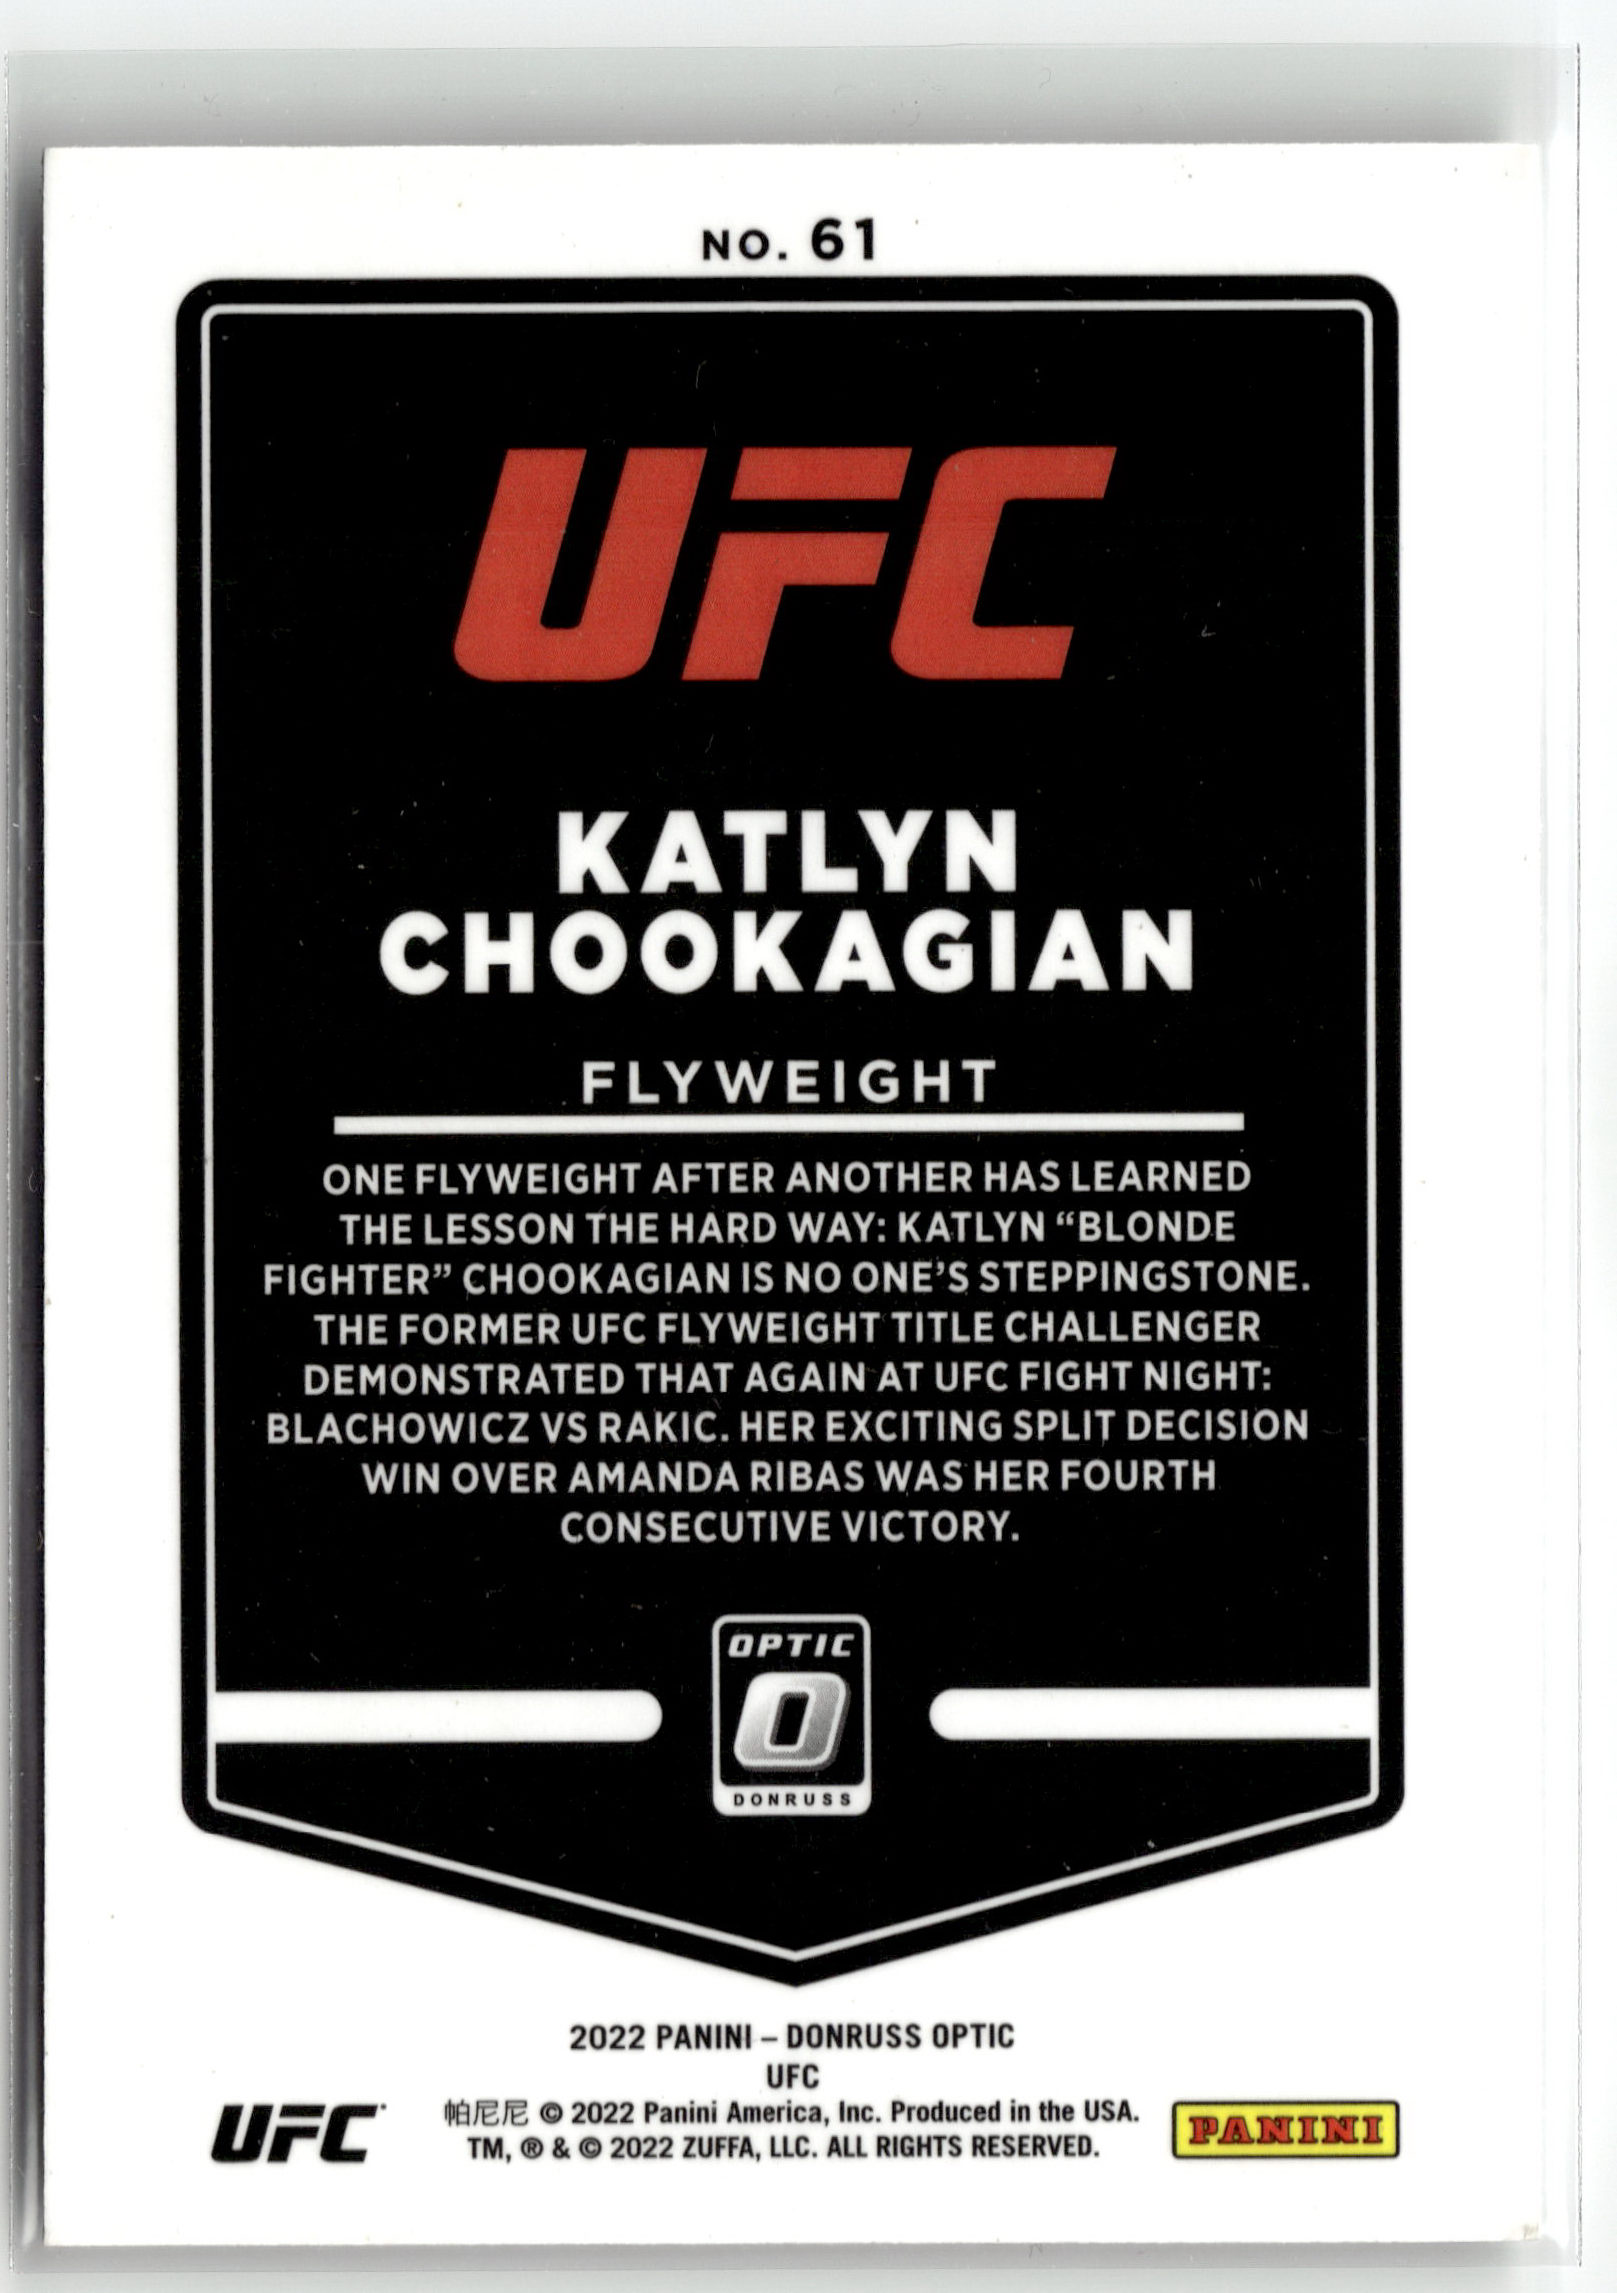 NO. 61
UFC
KATLYN
CHOOKAGIAN
FLYWEIGHT
ONE FLYWEIGHT AFTER ANOTHER HAS LEARNED
THE LESSON THE HARD WAY: KATLYN “BLONDE
FIGHTER” CHOOKAGIAN IS NO ONE’S STEPPINGSTONE.
THE FORMER UFC FLYWEIGHT TITLE CHALLENGER
DEMONSTRATED THAT AGAIN AT UFC FIGHT NIGHT:
BLACHOWICZ VS RAKIC. HER EXCITING SPLIT DECISION
WIN OVER AMANDA RIBAS WAS HER FOURTH
CONSECUTIVE VICTORY.
OPTIC
O
DONRUSS
2022 PANINI – DONRUSS OPTIC
UFC
帕尼尼 © 2022 Panini America, Inc. Produced in the USA.
TM, ® & © 2022 ZUFFA, LLC. ALL RIGHTS RESERVED.
UFC
PANINI